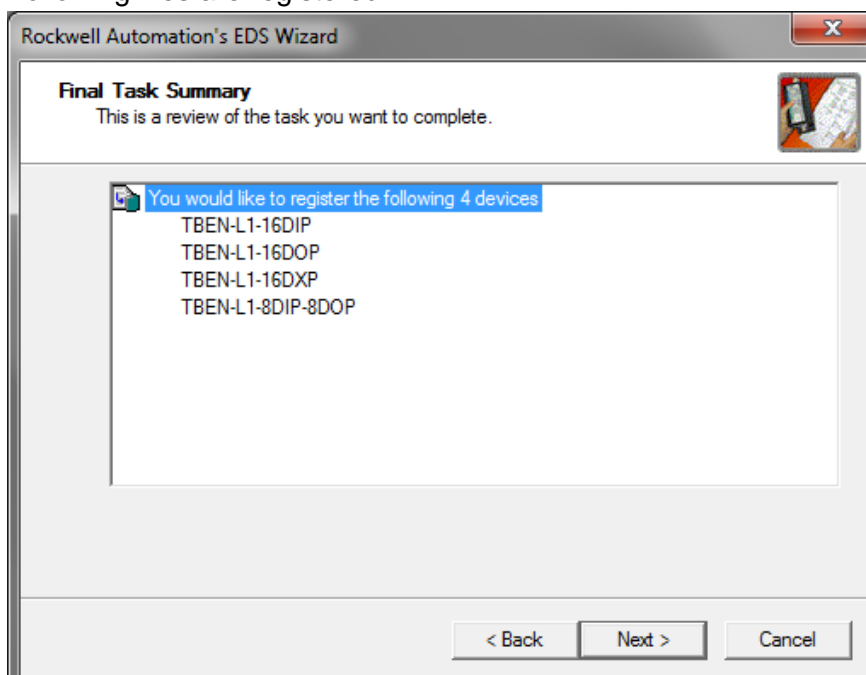 Rockwell Automation's EDS Wizard
Final Task Summary
This is a review of the task you want to complete.
You would like to register the following 4 devices
TBEN-L1-16DIP
TBEN-L1-16DOP
TBEN-L1-16DXP
TBEN-L1-8DIP-8DOP
< Back
Next >
Cancel